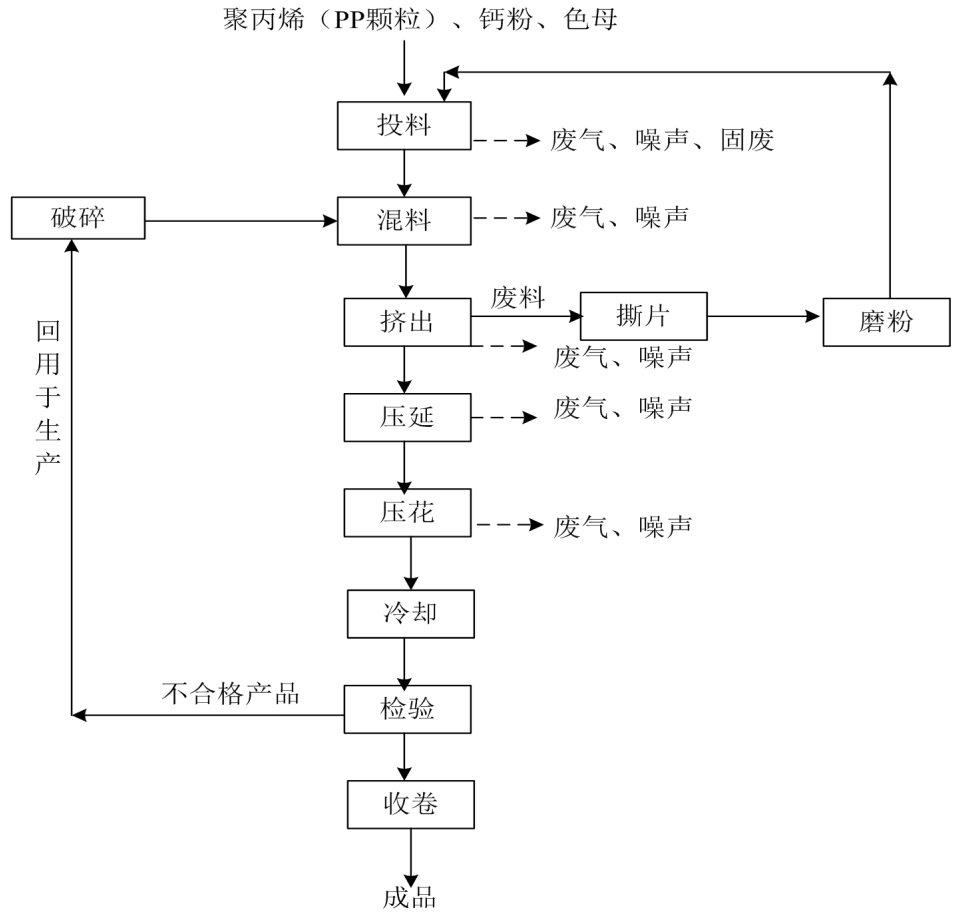 聚丙烯（PP颗粒）、钙粉、色母
投料
废气、噪声、固废
破碎
混料
废气、噪声
挤出
废料
撕片
磨粉
废气、噪声
回用于生产
压延
废气、噪声
压花
废气、噪声
冷却
不合格产品
检验
收卷
成品